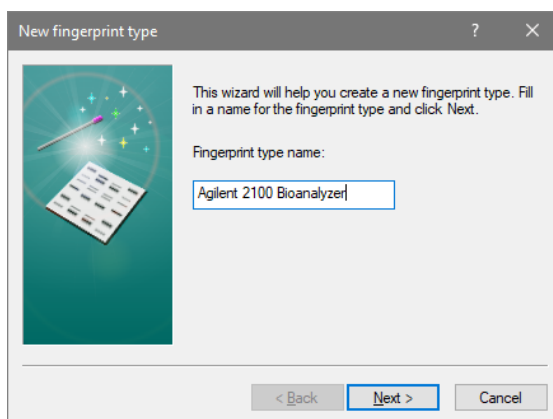 New fingerprint type
?
This wizard will help you create a new fingerprint type. Fill
in a name for the fingerprint type and click Next.
Fingerprint type name:
Agilent 2100 Bioanalyzer
< Back
Next >
Cancel